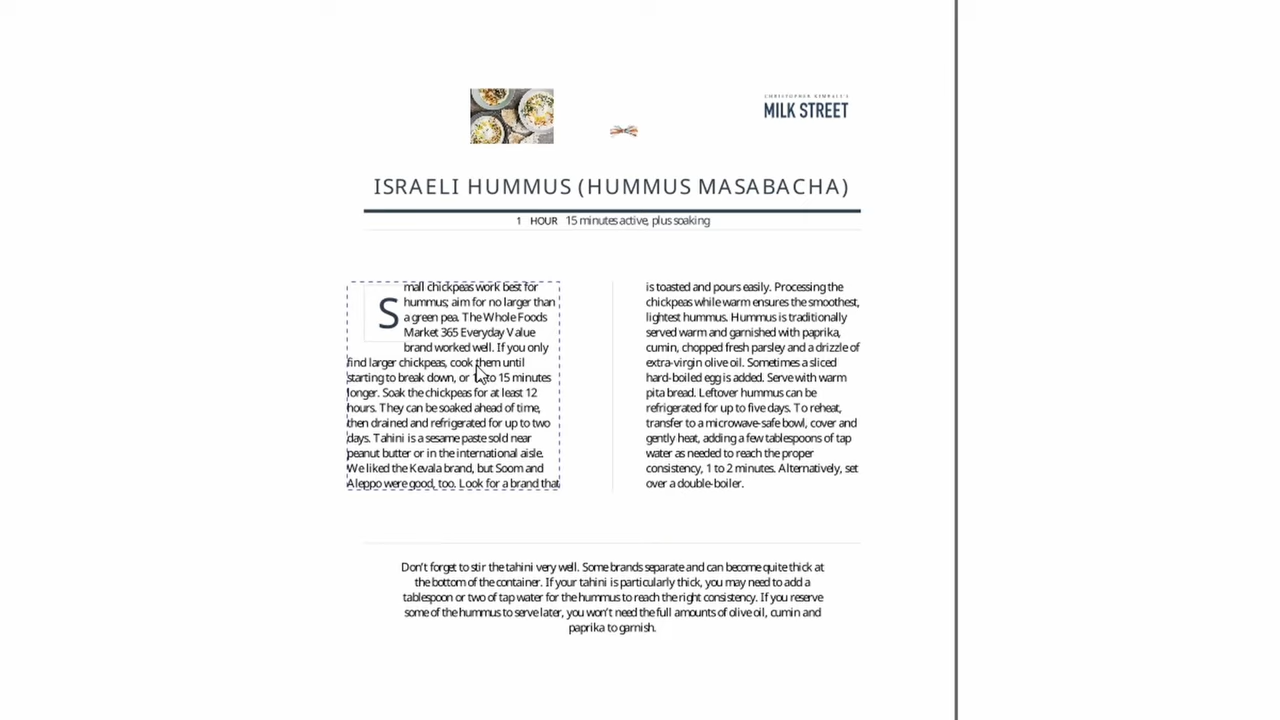 CHRISTOPHER KIMBALL'S
MILK STREET
ISRAELI HUMMUS (HUMMUS MASABACHA)
1 HOUR 15 minutes active, plus soaking
Small chickpeas work best for
hummus; aim for no larger than
a green pea. The Whole Foods
Market 365 Everyday Value
brand worked well. If you only
find larger chickpeas, cook them until
starting to break down, or to 15 minutes
longer. Soak the chickpeas for at least 12
hours. They can be soaked ahead of time,
then drained and refrigerated for up to two
days. Tahini is a sesame paste sold near
peanut butter or in the international aisle.
We liked the Kevala brand, but Soom and
Aleppo were good, too. Look for a brand that
is toasted and pours easily. Processing the
chickpeas while warm ensures the smoothest,
lightest hummus. Hummus is traditionally
served warm and garnished with paprika,
cumin, chopped fresh parsley and a drizzle of
extra-virgin olive oil. Sometimes a sliced
hard-boiled egg is added. Serve with warm
pita bread. Leftover hummus can be
refrigerated for up to five days. To reheat,
transfer to a microwave-safe bowl, cover and
gently heat, adding a few tablespoons of tap
water as needed to reach the proper
consistency, 1 to 2 minutes. Alternatively, set
over a double-boiler.
Don't forget to stir the tahini very well. Some brands separate and can become quite thick at
the bottom of the container. If your tahini is particularly thick, you may need to add a
tablespoon or two of tap water for the hummus to reach the right consistency. If you reserve
some of the hummus to serve later, you won't need the full amounts of olive oil, cumin and
paprika to garnish.